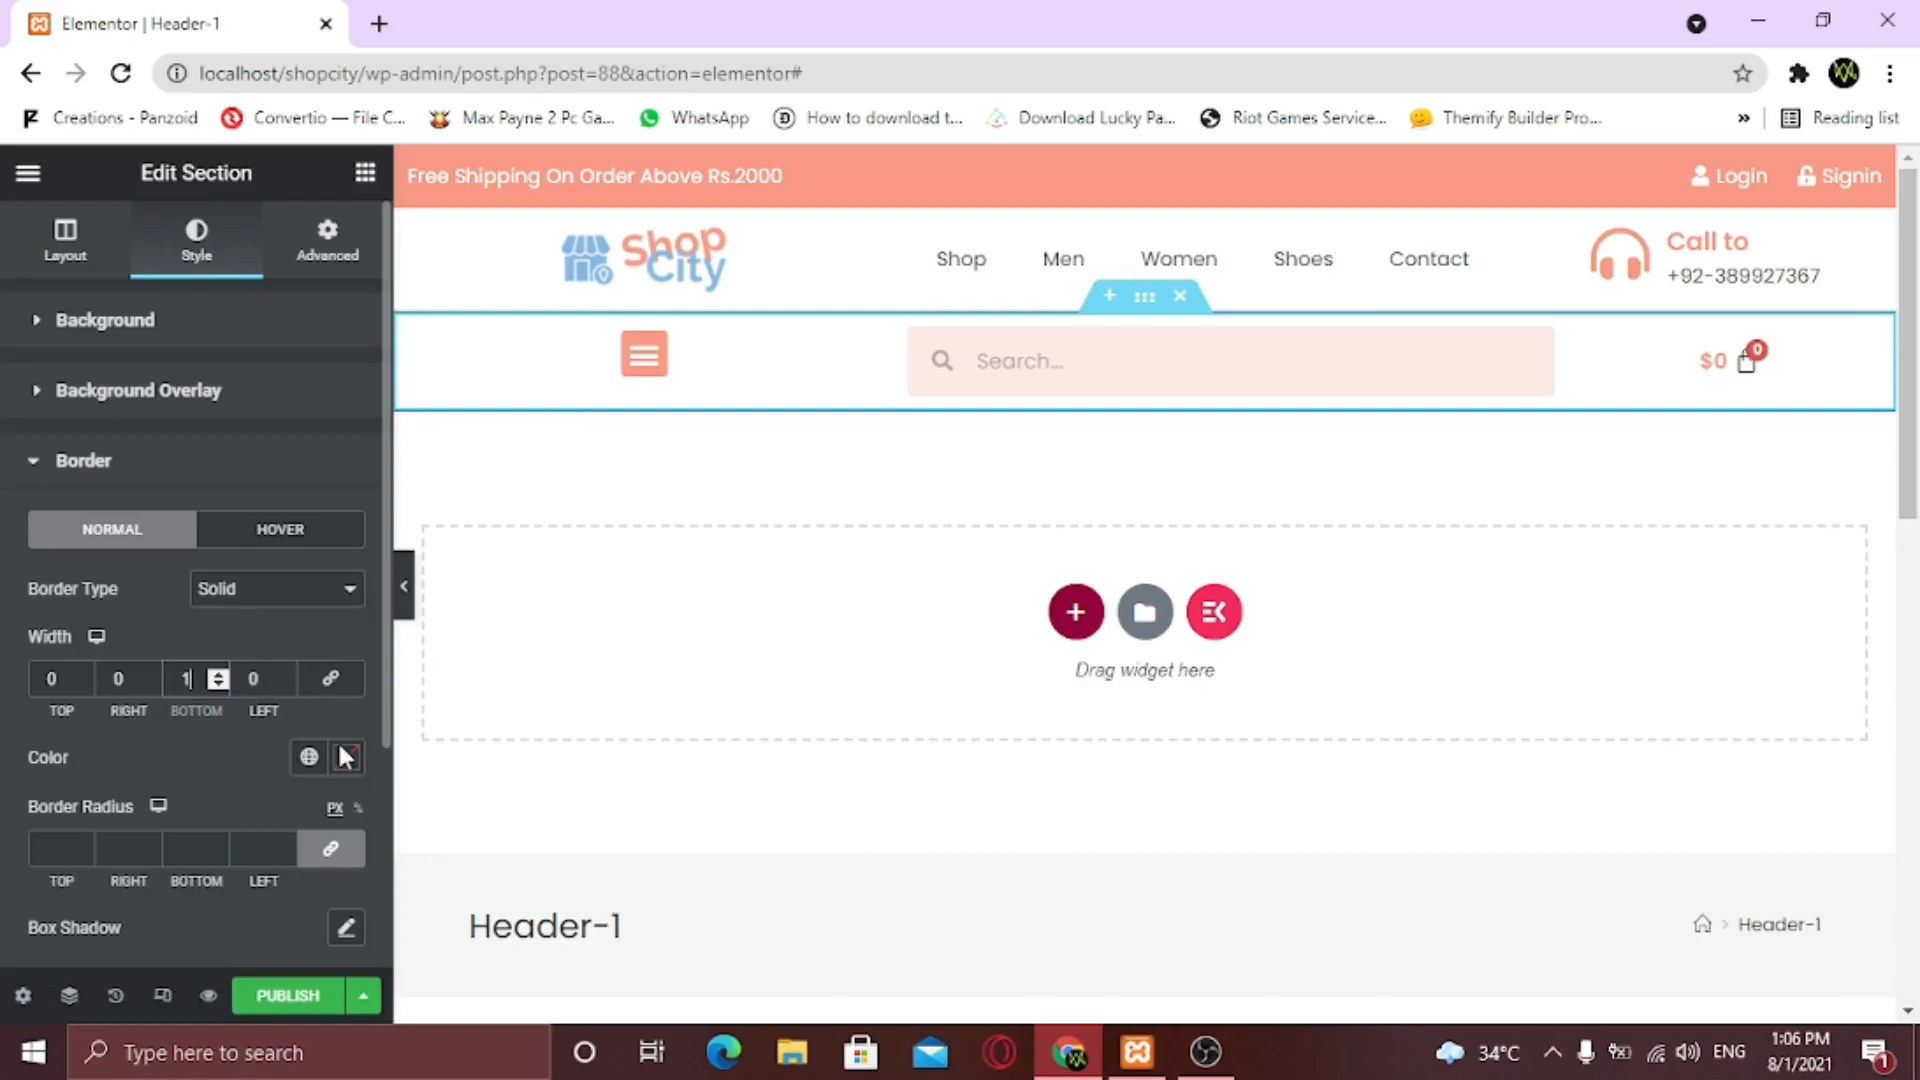 Elementor | Header-1
localhost/shopcity/wp-admin/post.php?post=88&action=elementor#
Creations - Panzoid
Convertio — File C...
Max Payne 2 Pc Ga...
WhatsApp
How to download t...
Download Lucky Pa...
Riot Games Service...
Themify Builder Pro...
»
Reading list
Edit Section
Layout
Style
Advanced
Background
Background Overlay
Border
NORMAL
HOVER
Border Type
Solid
Width
0 0 1 0
TOP RIGHT BOTTOM LEFT
Color
Border Radius
PX %
TOP RIGHT BOTTOM LEFT
Box Shadow
PUBLISH
Free Shipping On Order Above Rs.2000
Login
Signin
Shop City
Shop
Men
Women
Shoes
Contact
Call to
+92-389927367
Search...
$0
0
Drag widget here
Header-1
Header-1
Type here to search
34°C
ENG
1:06 PM
8/1/2021
1